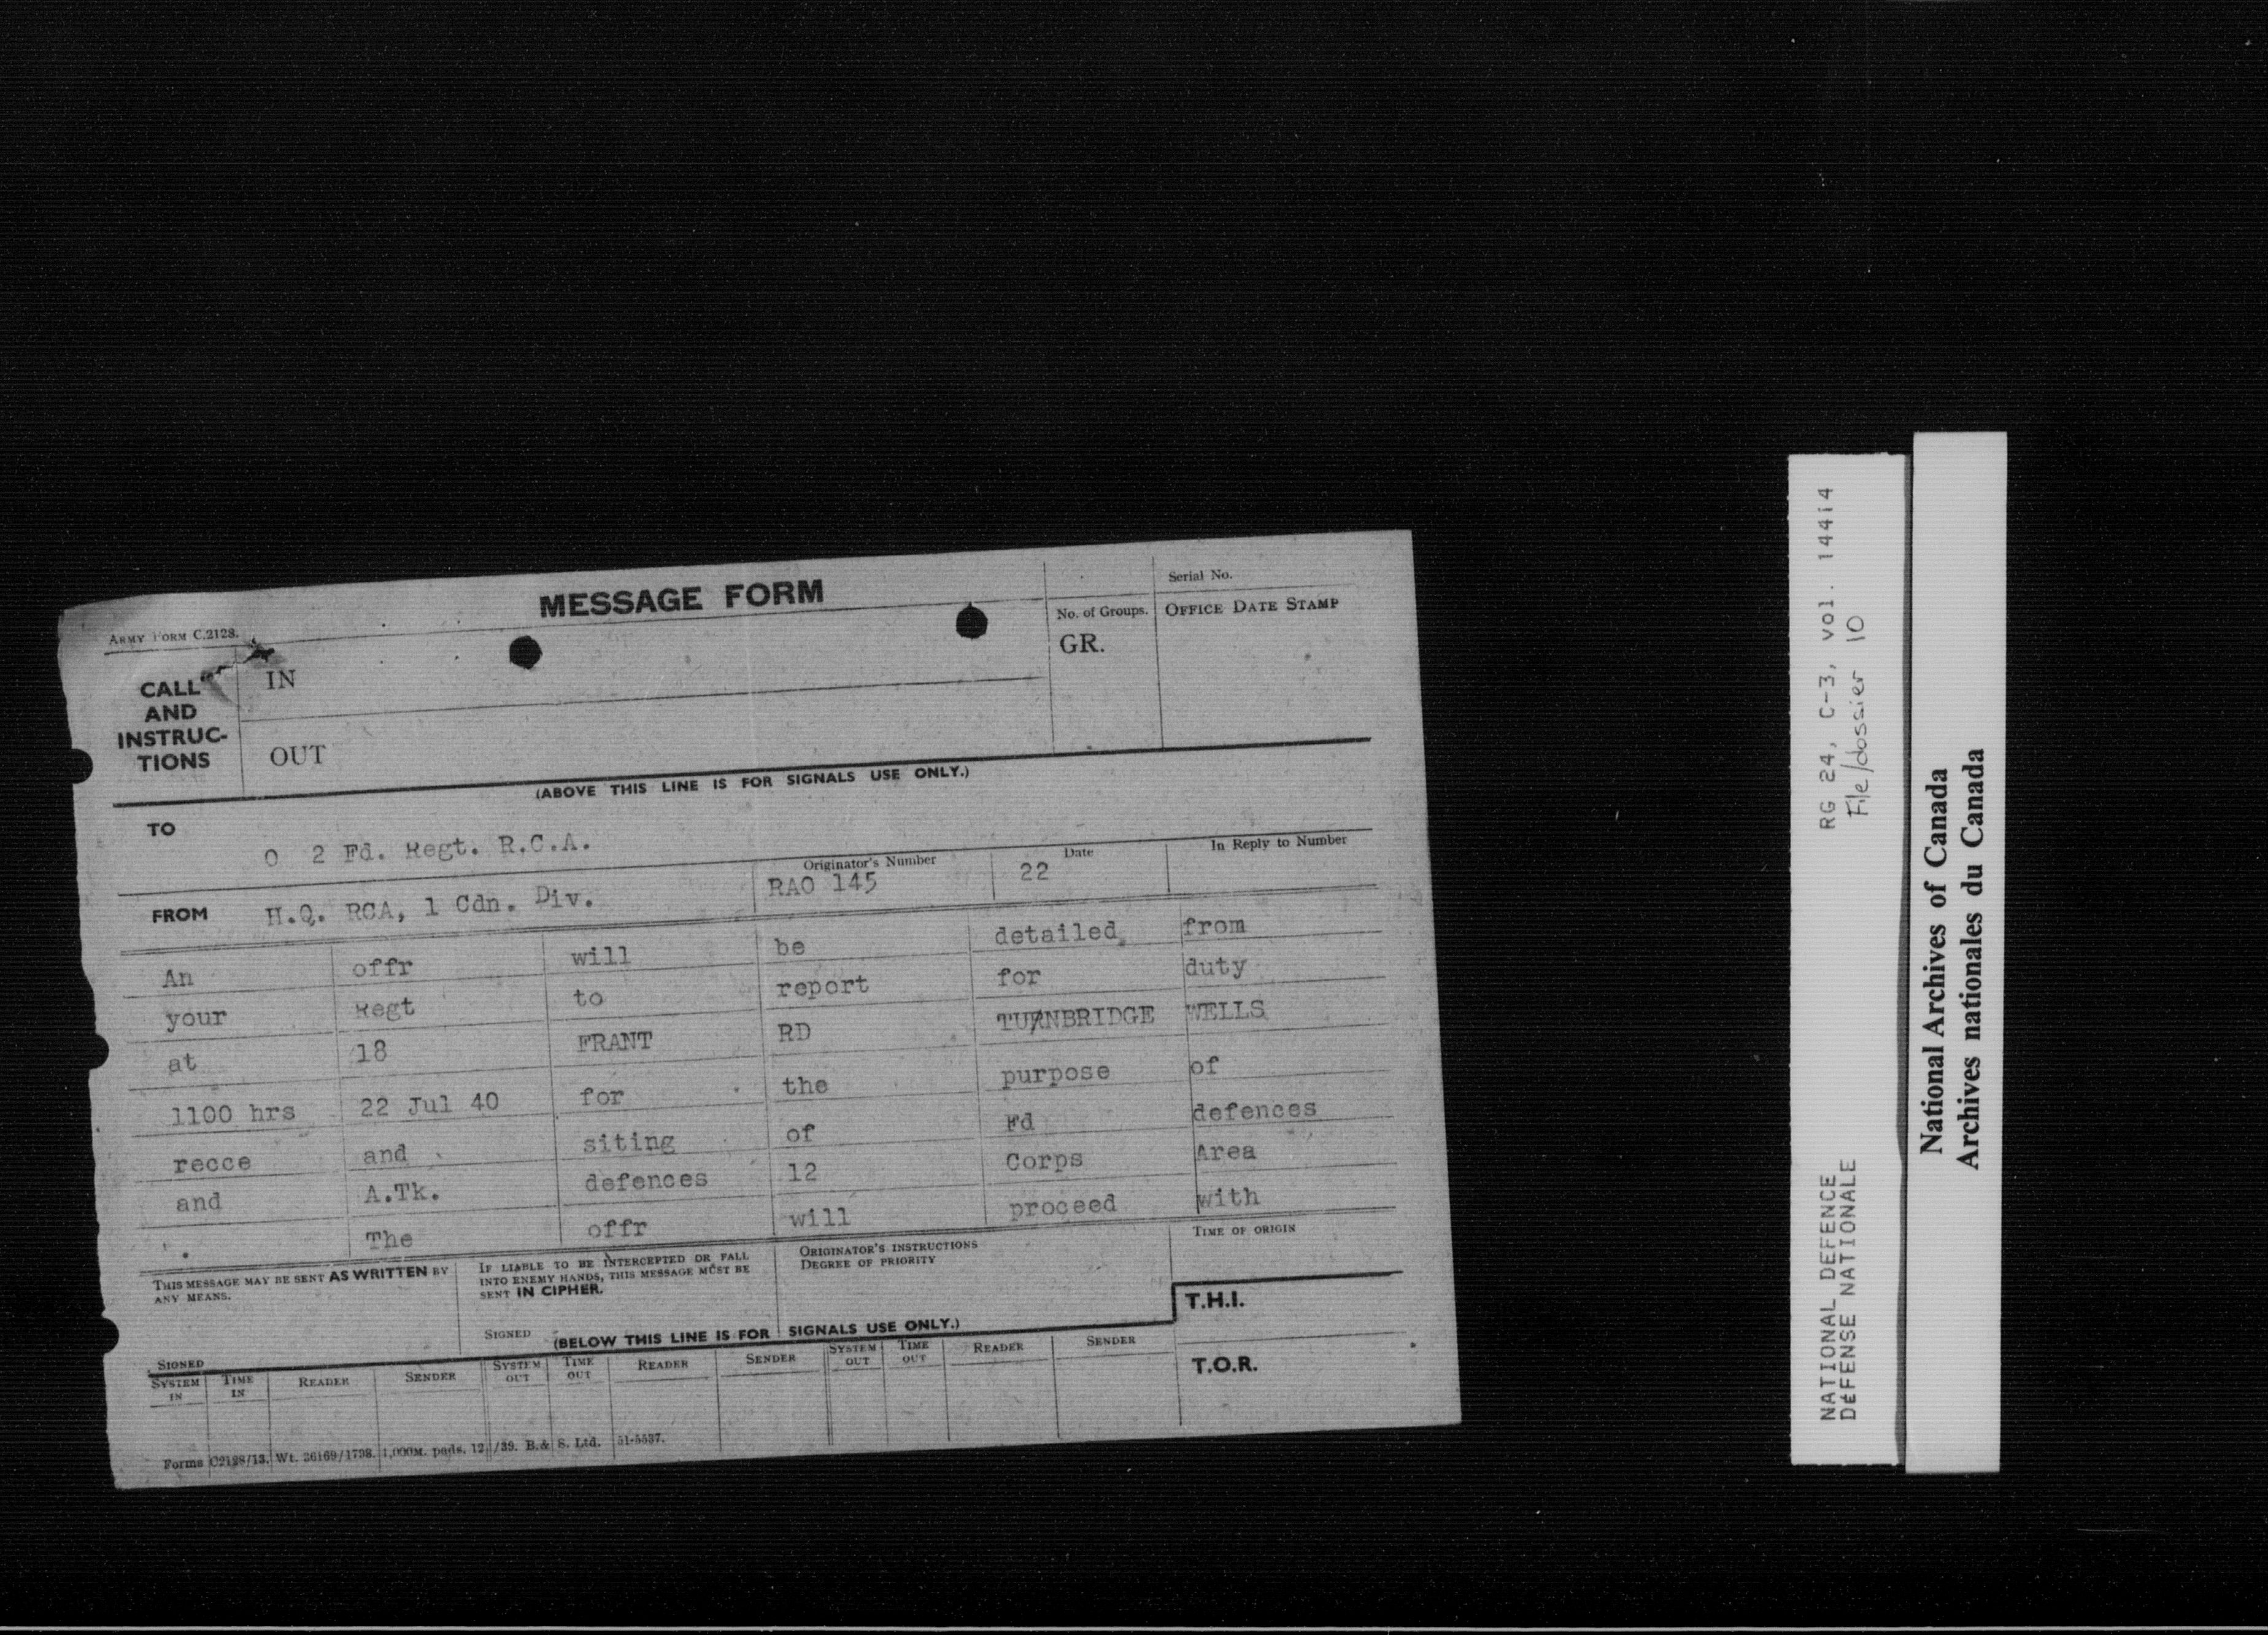 MESSAGE FORM
ARMY FORM C.2128.
Serial No.
No. of Groups.
OFFICE DATE STAMP
GR.
CALL AND INSTRUC- TIONS
IN
OUT
(ABOVE THIS LINE IS FOR SIGNALS USE ONLY.)
TO
O 2 Fd. Regt. R.C.A.
Originator's Number Date In Reply to Number
FROM H.Q. RCA, 1 Cdn. Div. RAO 145 22
An offr will be detailed from
your Regt to report for duty
at 18 FRANT RD TURNBRIDGE WELLS
1100 hrs 22 Jul 40 for the purpose of
recce and siting of Fd defences
and A.Tk. defences 12 Corps Area
. The offr will proceed with
THIS MESSAGE MAY BE SENT AS WRITTEN BY
ANY MEANS.
SIGNED
IF LIABLE TO BE INTERCEPTED OR FALL
INTO ENEMY HANDS, THIS MESSAGE MUST BE
SENT IN CIPHER.
SIGNED
ORIGINATOR'S INSTRUCTIONS
DEGREE OF PRIORITY
TIME OF ORIGIN
T.H.I.
(BELOW THIS LINE IS FOR SIGNALS USE ONLY.)
SYSTEM IN TIME IN READER SENDER SYSTEM OUT TIME OUT READER SENDER SYSTEM OUT TIME OUT READER SENDER
T.O.R.
Forms C2128/13. Wt. 36169/1798. 1,000M. pads. 12/39. B.& S. Ltd. 51-5537.
NATIONAL DEFENCE RG 24, C-3, vol. 14414
DÉFENSE NATIONALE File/dossier 10
National Archives of Canada
Archives nationales du Canada